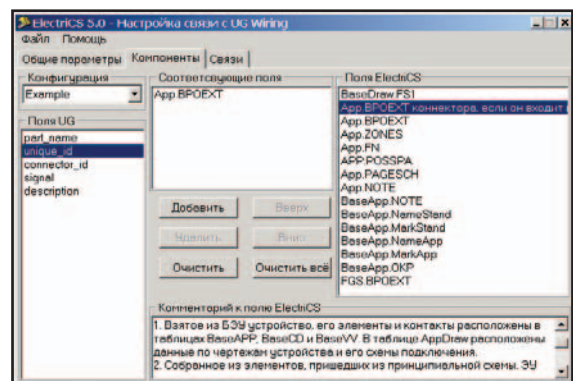 ElectriCS 5.0 - Настройка связи с UG Wiring
Файл Помощь
Общие параметры Компоненты Связи
Конфигурация
Example
Поля UG
part_name
unique_id
connector_id
signal
description
Соответсвующие поля
App.BPOEXT
Добавить Вверх
Удалить Вниз
Очистить Очистить всё
Поля ElectriCS
BaseDraw.FS1
App.BPOEXT коннектора, если он входит
App.BPOEXT
App.ZONES
App.FN
APP.POSSPA
App.PAGESCH
App.NOTE
BaseApp.NOTE
BaseApp.NameStand
BaseApp.MarkStand
BaseApp.NameApp
BaseApp.MarkApp
BaseApp.OKP
FGS.BPOEXT
Комментарий к полю ElectriCS
1. Взятое из БЭУ устройство, его элементы и контакты расположены в
таблицах BaseAPP, BaseCD и BaseVV. В таблице AppDraw расположены
данные по чертежам устройства и его схемы подключения.
2. Собранное из элементов, пришедших из принципиальной схемы. ЭУ